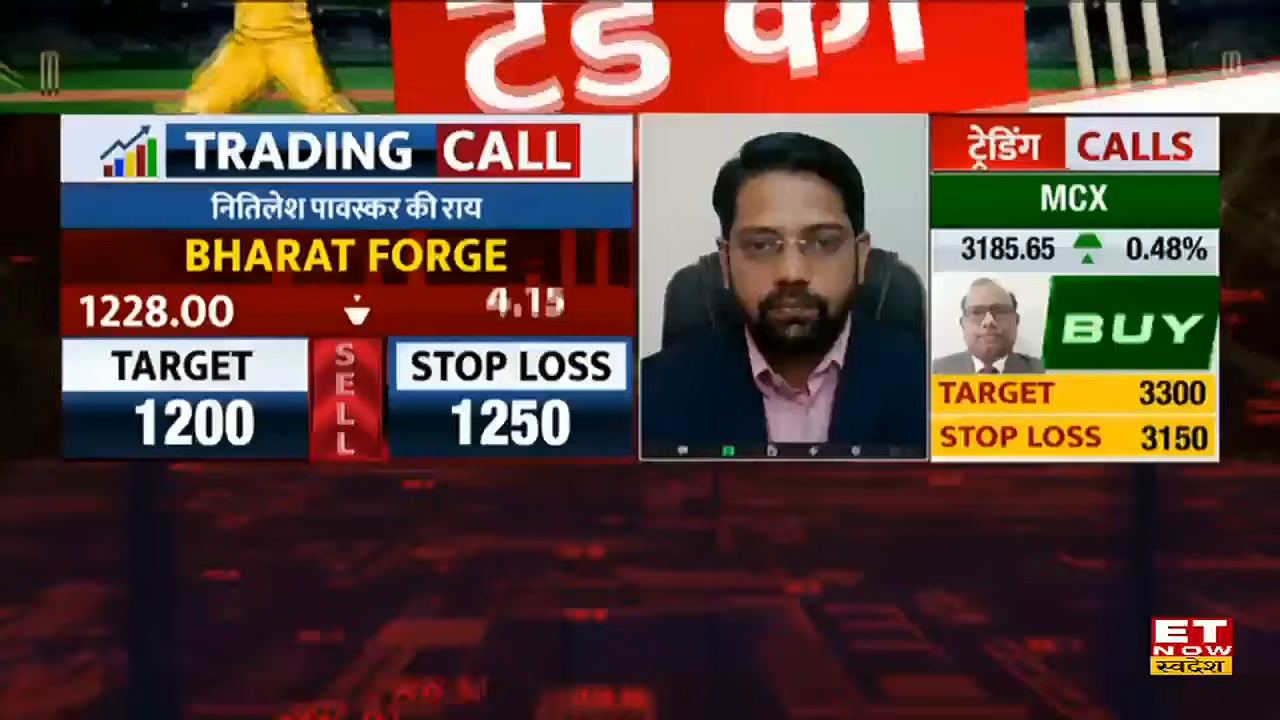 TRADING CALL
नितिलेश पावस्कर की राय
BHARAT FORGE
1228.00 4.15
TARGET
1200
SELL
STOP LOSS
1250
ट्रेडिंग CALLS
MCX
3185.65 0.48%
BUY
TARGET 3300
STOP LOSS 3150
ET
NOW
स्वदेश